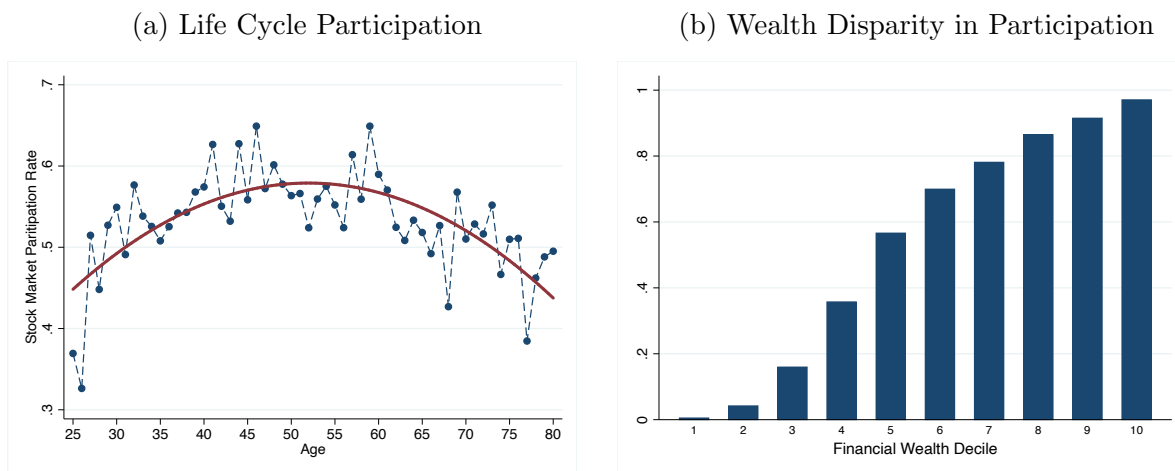 (a) Life Cycle Participation
(b) Wealth Disparity in Participation
Stock Market Paritipation Rate
.7
.6
.5
.4
.3
25 30 35 40 45 50 55 60 65 70 75 80
Age
1
.8
.6
.4
.2
0
1 2 3 4 5 6 7 8 9 10
Financial Wealth Decile